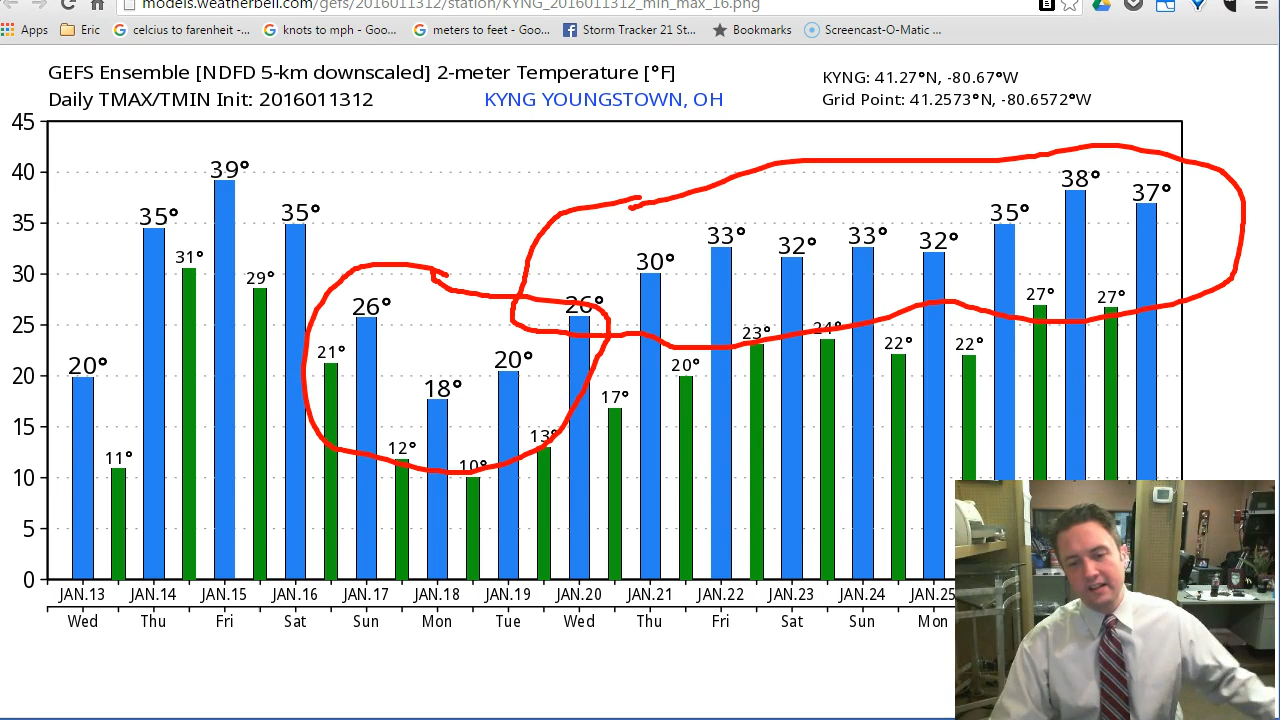 models.weatherbell.com/gefs/2016011312/station/KYNG_2016011312_min_max_16.png
Apps Eric celcius to farenheit -... knots to mph - Goo... meters to feet - Goo... Storm Tracker 21 St... Bookmarks Screencast-O-Matic ...
GEFS Ensemble [NDFD 5-km downscaled] 2-meter Temperature [°F]
KYNG: 41.27°N, -80.67°W
Daily TMAX/TMIN Init: 2016011312
KYNG YOUNGSTOWN, OH
Grid Point: 41.2573°N, -80.6572°W
45
40
35
30
25
20
15
10
5
0
20° 11° 35° 31° 39° 29° 35° 21° 26° 12° 18° 10° 20° 13° 26° 17° 30° 20° 33° 23° 32° 24° 33° 22° 32° 22° 35° 27° 38° 27° 37°
JAN.13 JAN.14 JAN.15 JAN.16 JAN.17 JAN.18 JAN.19 JAN.20 JAN.21 JAN.22 JAN.23 JAN.24 JAN.25
Wed Thu Fri Sat Sun Mon Tue Wed Thu Fri Sat Sun Mon